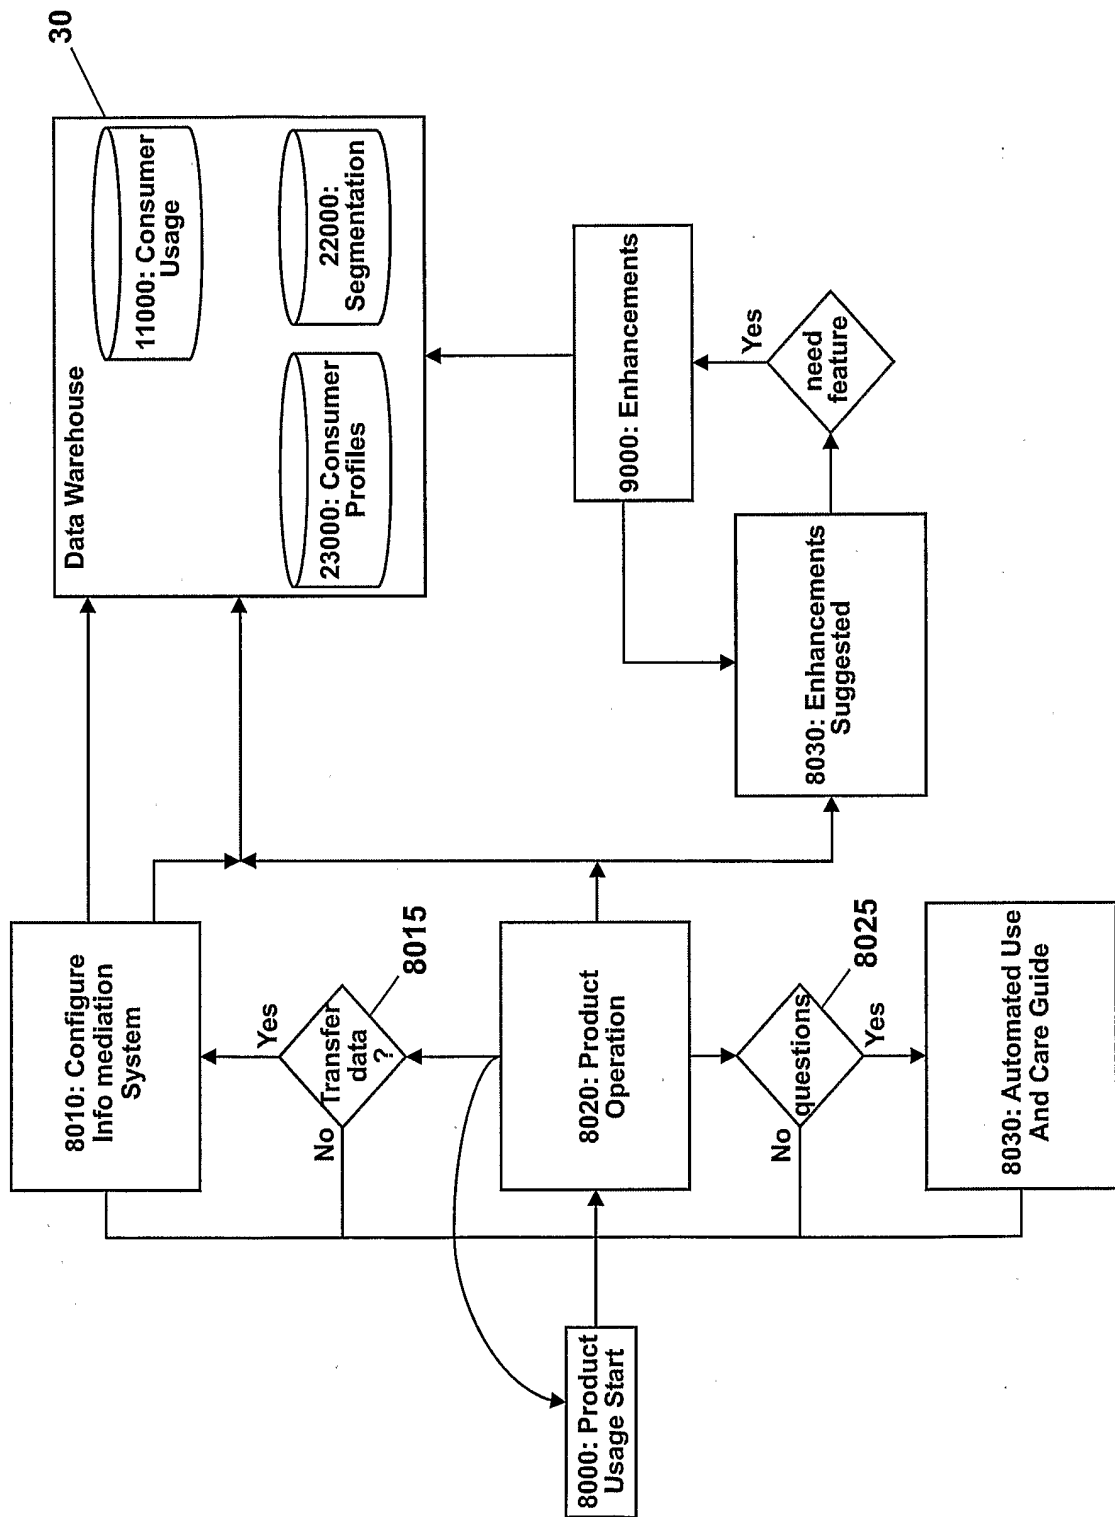 30
Data Warehouse
11000: Consumer
Usage
23000: Consumer
Profiles
22000:
Segmentation
8010: Configure
Info mediation
System
Yes
Transfer
data
?
8015
No
8000: Product
Usage Start
8020: Product
Operation
9000: Enhancements
Yes
need
feature
8030: Enhancements
Suggested
questions
8025
No
Yes
8030: Automated Use
And Care Guide